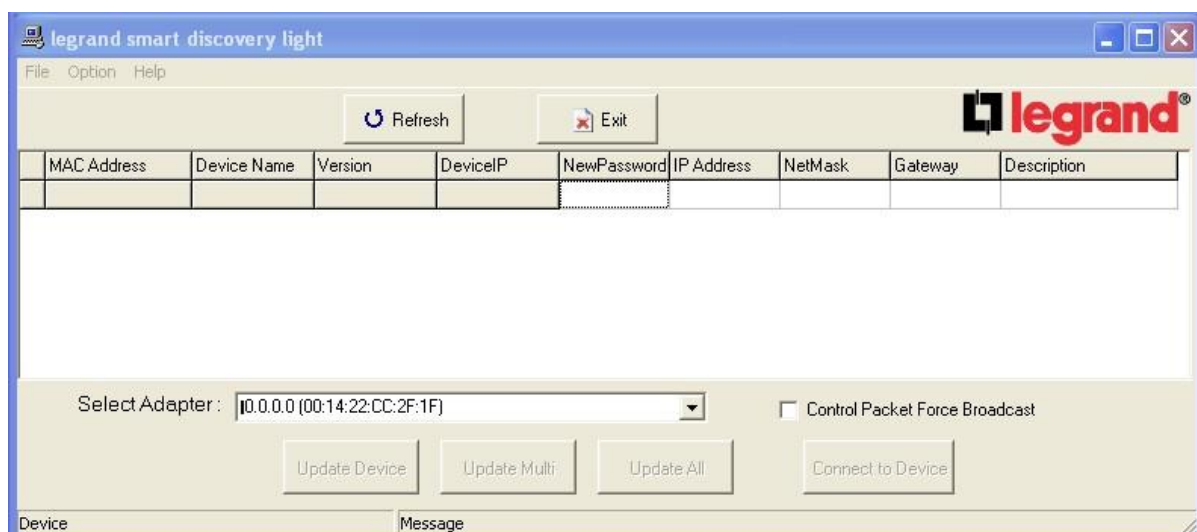 legrand smart discovery light
File Option Help
Refresh Exit legrand®
MAC Address Device Name Version DeviceIP NewPassword IP Address NetMask Gateway Description
Select Adapter : 0.0.0.0 (00:14:22:CC:2F:1F) Control Packet Force Broadcast
Update Device Update Multi Update All Connect to Device
Device Message